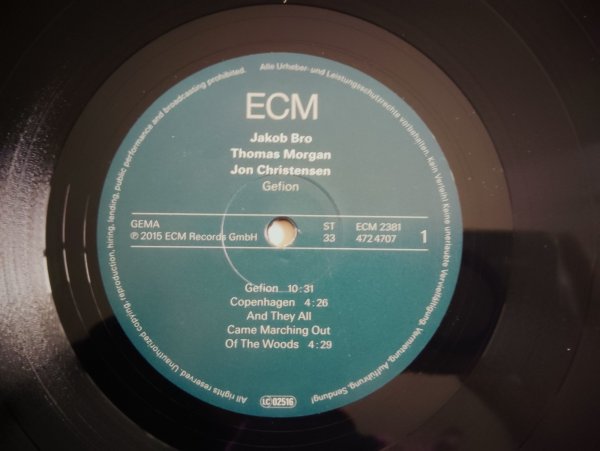 Alle Urheber- und Leistungsschutzrechte vorbehalten. Kein Verleih! Keine unerlaubte Vervielfältigung, Vermietung, Aufführung, Sendung!
ECM
Jakob Bro
Thomas Morgan
Jon Christensen
Gefion
GEMA
℗ 2015 ECM Records GmbH
ST
33
ECM 2381
472 4707
1
Gefion 10:31
Copenhagen 4:26
And They All
Came Marching Out
Of The Woods 4:29
LC 02516
All rights reserved. Unauthorized copying, reproduction, hiring, lending, public performance and broadcasting prohibited.